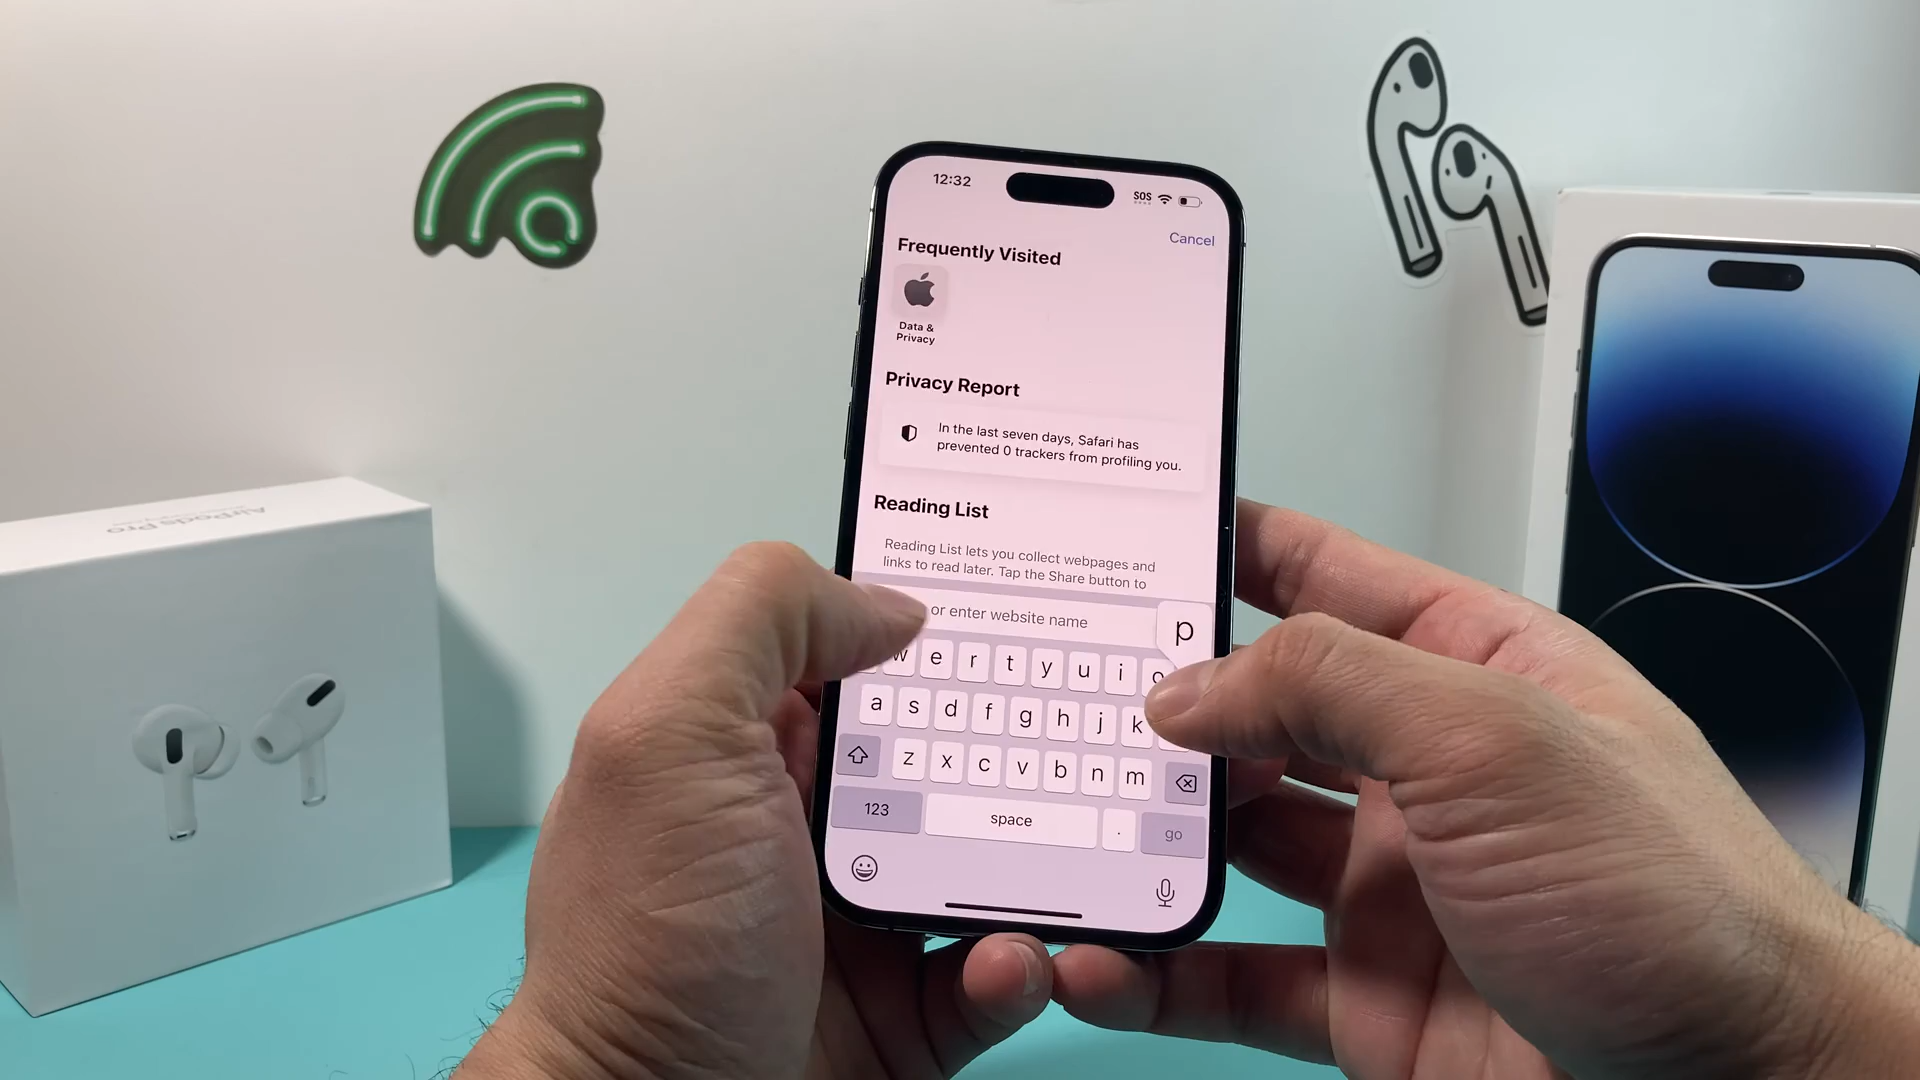 12:32
SOS
Cancel
Frequently Visited
Data &
Privacy
Privacy Report
In the last seven days, Safari has
prevented 0 trackers from profiling you.
Reading List
Reading List lets you collect webpages and
links to read later. Tap the Share button to
or enter website name
p
w e r t y u i o
a s d f g h j k
z x c v b n m
123 space . go
AirPods Pro